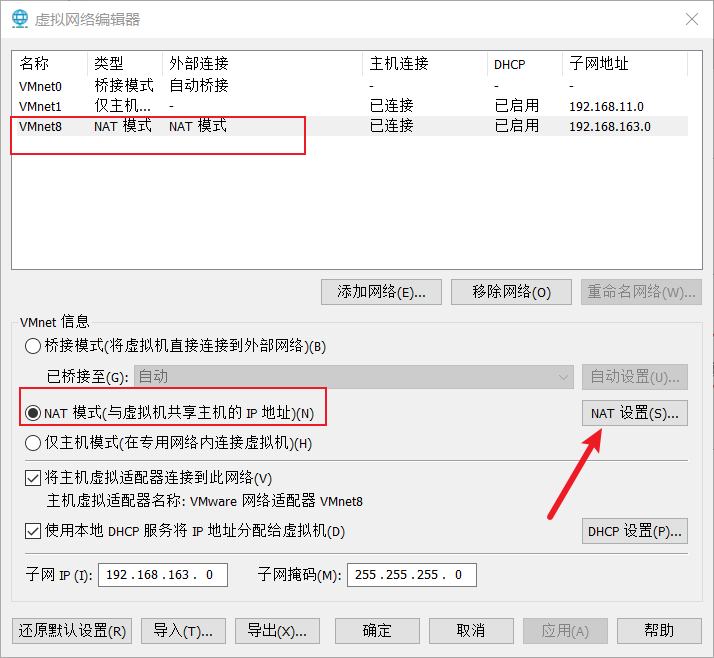 虚拟网络编辑器
名称 类型 外部连接 主机连接 DHCP 子网地址
VMnet0 桥接模式 自动桥接 - - -
VMnet1 仅主机... - 已连接 已启用 192.168.11.0
VMnet8 NAT 模式 NAT 模式 已连接 已启用 192.168.163.0
添加网络(E)... 移除网络(O) 重命名网络(W)...
VMnet 信息
桥接模式(将虚拟机直接连接到外部网络)(B)
已桥接至(G): 自动 自动设置(U)...
NAT 模式(与虚拟机共享主机的 IP 地址)(N) NAT 设置(S)...
仅主机模式(在专用网络内连接虚拟机)(H)
将主机虚拟适配器连接到此网络(V)
主机虚拟适配器名称: VMware 网络适配器 VMnet8
使用本地 DHCP 服务将 IP 地址分配给虚拟机(D) DHCP 设置(P)...
子网 IP (I): 192.168.163. 0 子网掩码(M): 255.255.255. 0
还原默认设置(R) 导入(T)... 导出(X)... 确定 取消 应用(A) 帮助